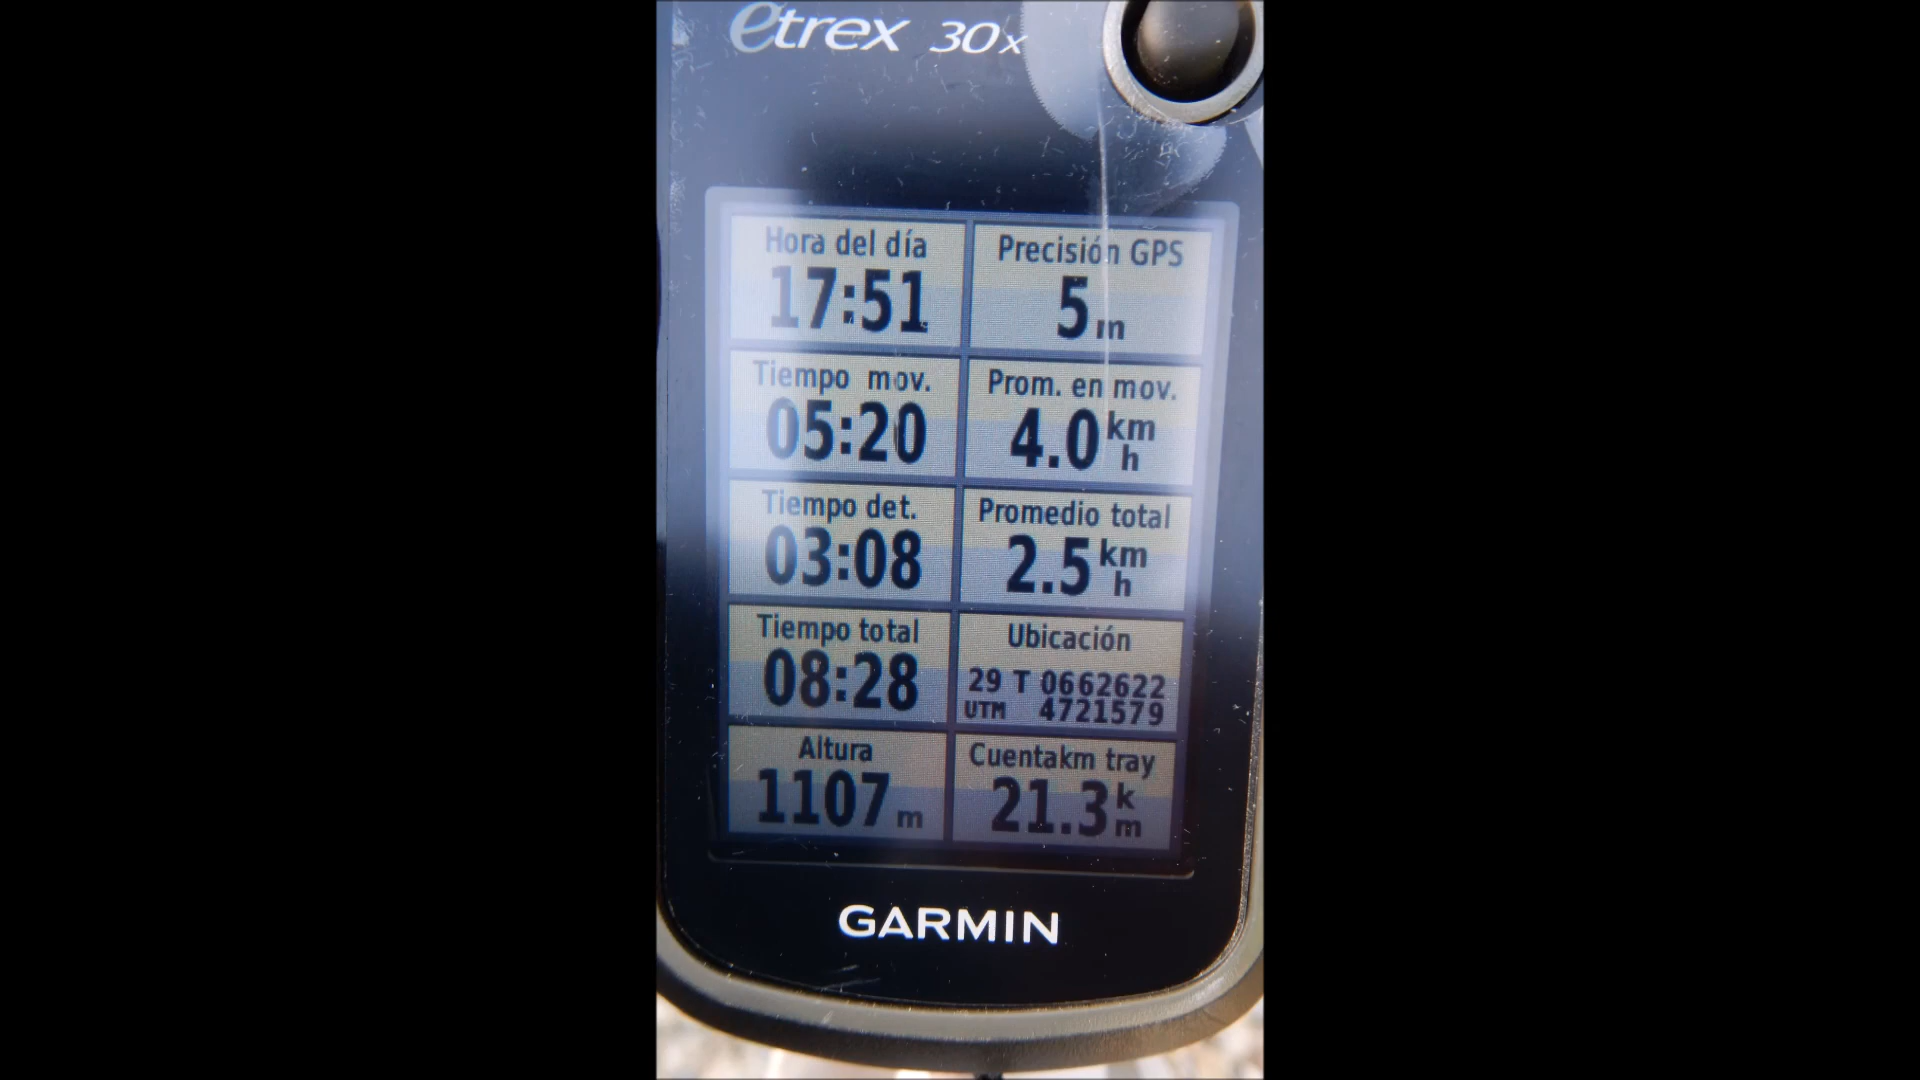 etrex 30x
Hora del día
17:51
Precisión GPS
5 m
Tiempo mov.
05:20
Prom. en mov.
4.0 km
h
Tiempo det.
03:08
Promedio total
2.5 km
h
Tiempo total
08:28
Ubicación
29 T 0662622
UTM 4721579
Altura
1107 m
Cuentakm tray
21.3 k
m
GARMIN